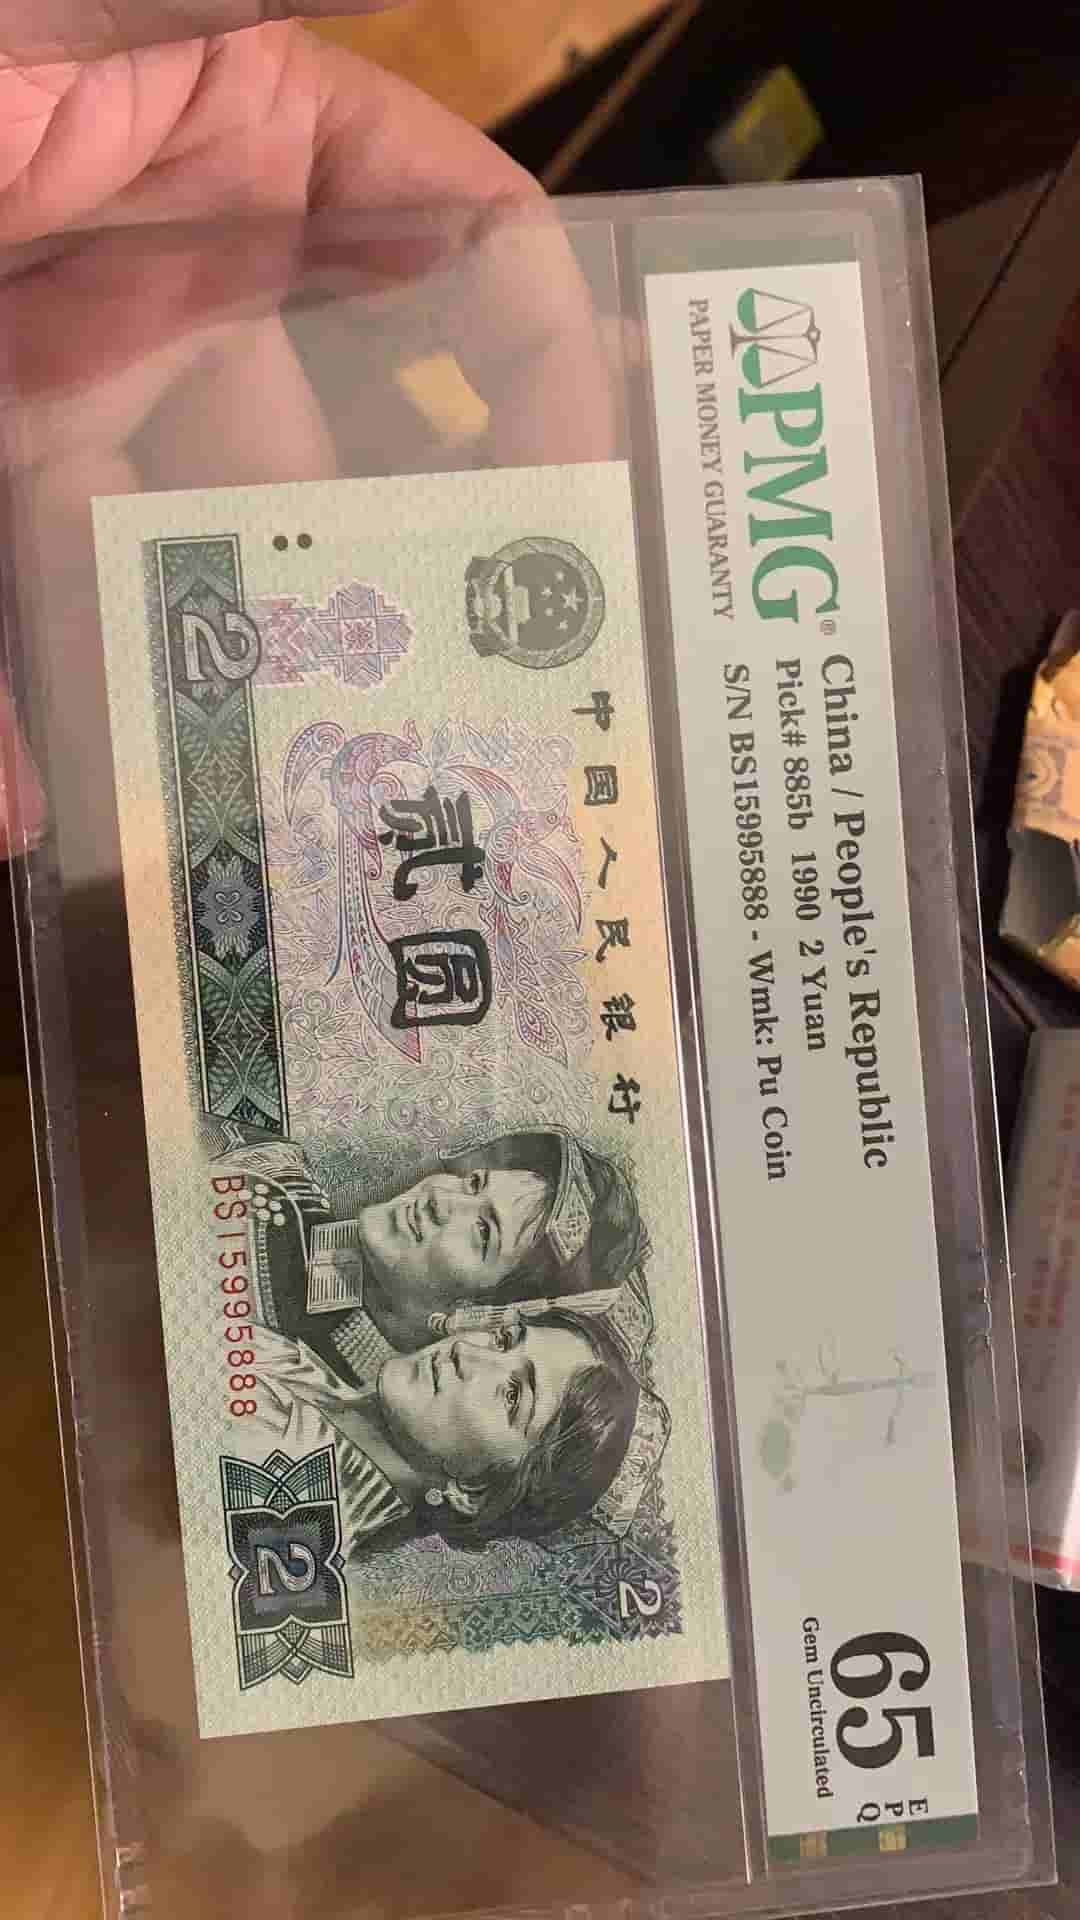 PMG®
PAPER MONEY GUARANTY
China / People's Republic
Pick# 885b 1990 2 Yuan
S/N BS15995888 - Wmk: Pu Coin
65
EPQ
Gem Uncirculated
中国人民银行
贰圆
2
BS15995888
2
2